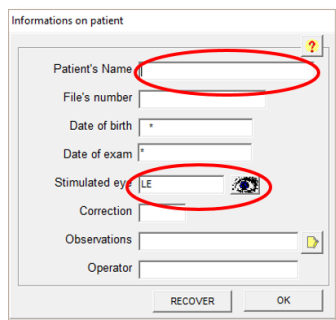 Informations on patient
?
Patient's Name
File's number
Date of birth *
Date of exam *
Stimulated eye LE
Correction
Observations
Operator
RECOVER OK